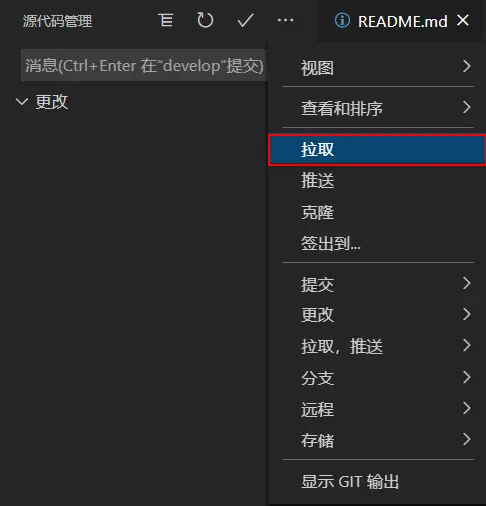 源代码管理
README.md
消息(Ctrl+Enter 在“develop”提交)
更改
视图
查看和排序
拉取
推送
克隆
签出到...
提交
更改
拉取，推送
分支
远程
存储
显示 GIT 输出